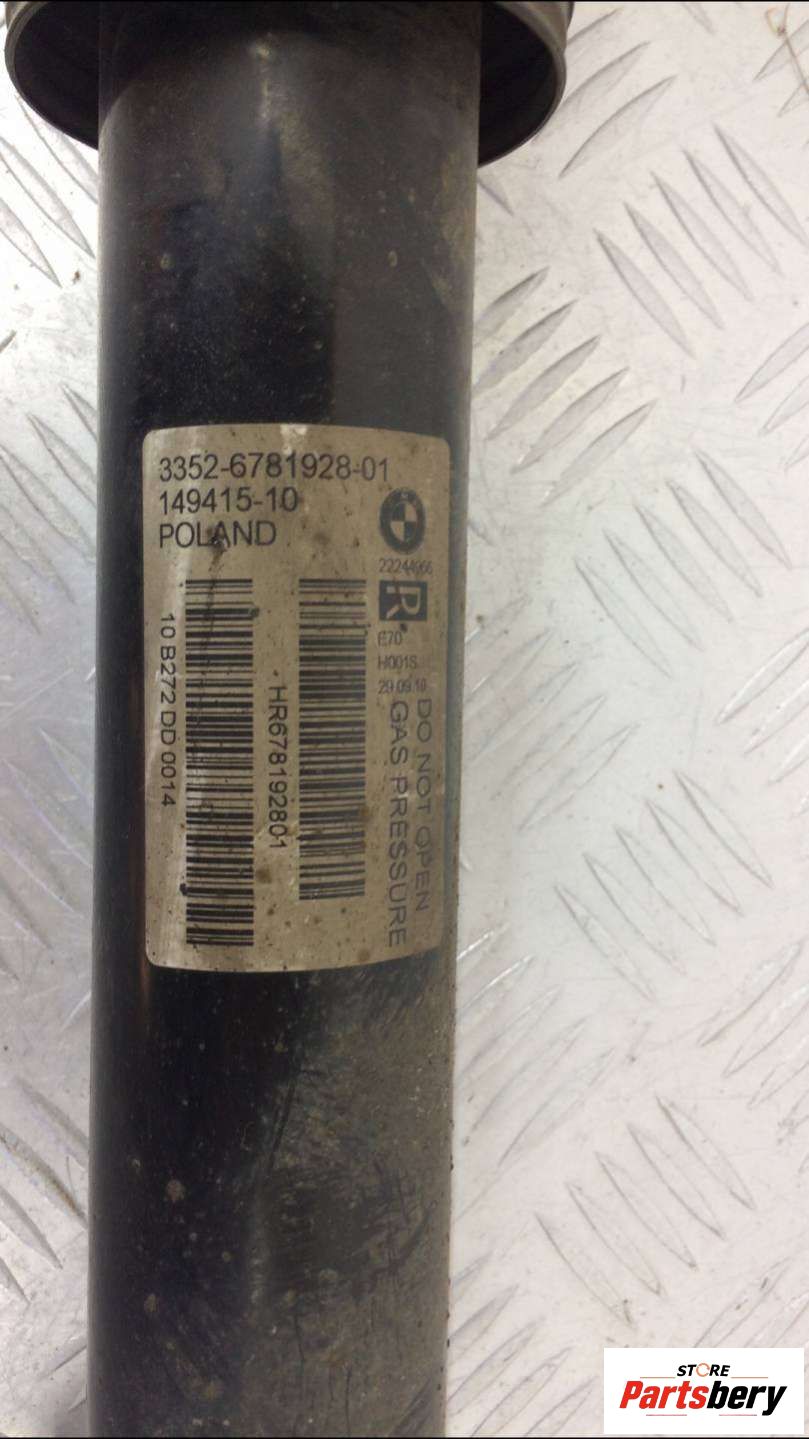 3352-6781928-01
149415-10
POLAND
22244966
R
E70
H001S
29.09.10
10 B272 DD 0014
HR678192801
DO NOT OPEN
GAS PRESSURE
STORE
Partsbery